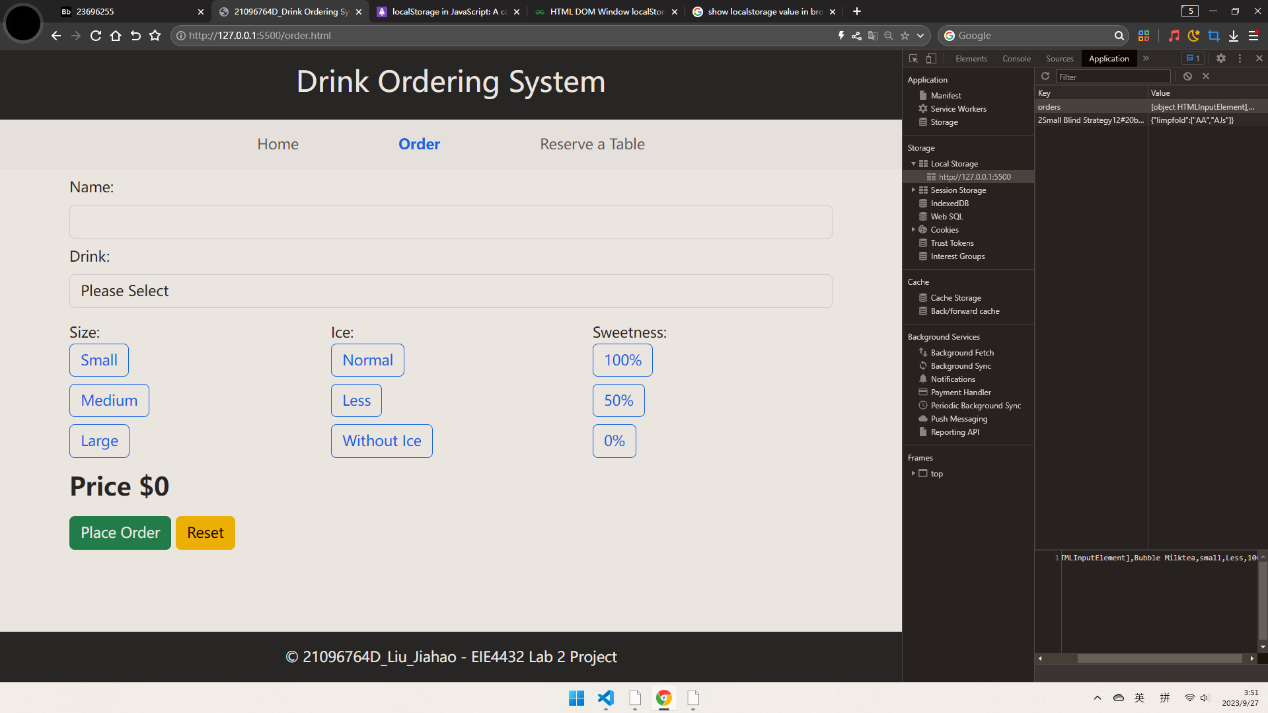 Bb 23696255
21096764D_Drink Ordering Sy
localStorage in JavaScript: A c
HTML DOM Window localStor
show localstorage value in bro
5
http://127.0.0.1:5500/order.html
Google
Elements Console Sources Application » 1
Drink Ordering System
Home Order Reserve a Table
Name:
Drink:
Please Select
Size: Ice: Sweetness:
Small Normal 100%
Medium Less 50%
Large Without Ice 0%
Price $0
Place Order Reset
© 21096764D_Liu_Jiahao - EIE4432 Lab 2 Project
Application
Manifest
Service Workers
Storage
Storage
Local Storage
http://127.0.0.1:5500
Session Storage
IndexedDB
Web SQL
Cookies
Trust Tokens
Interest Groups
Cache
Cache Storage
Back/forward cache
Background Services
Background Fetch
Background Sync
Notifications
Payment Handler
Periodic Background Sync
Push Messaging
Reporting API
Frames
top
Filter
Key Value
orders [object HTMLInputElement],...
2Small Blind Strategy12#20b... {"limpfold":["AA","AJs"]}
1 TMLInputElement],Bubble Milktea,small,Less,10
英 拼
3:51
2023/9/27